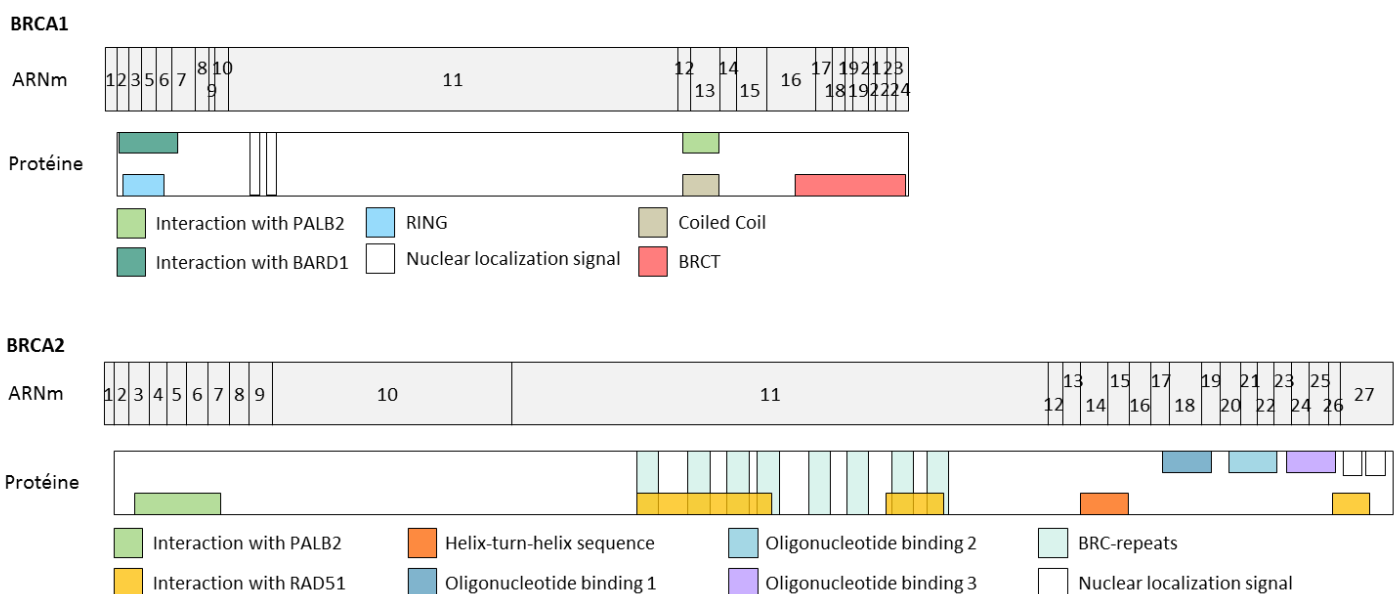 BRCA1
ARNm 1 2 3 5 6 7 8 9 10 11 12 13 14 15 16 17 18 19 19 21 23
2 2 24
Protéine
Interaction with PALB2 RING Coiled Coil
Interaction with BARD1 Nuclear localization signal BRCT
BRCA2
ARNm 1 2 3 4 5 6 7 8 9 10 11 12 13 14 15 16 17 18 19 20 21 22 23 24 25 26 27
Protéine
Interaction with PALB2 Helix-turn-helix sequence Oligonucleotide binding 2 BRC-repeats
Interaction with RAD51 Oligonucleotide binding 1 Oligonucleotide binding 3 Nuclear localization signal